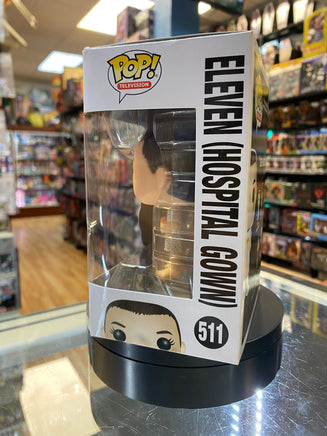 POP!
TELEVISION
ELEVEN (HOSPITAL GOWN)
511